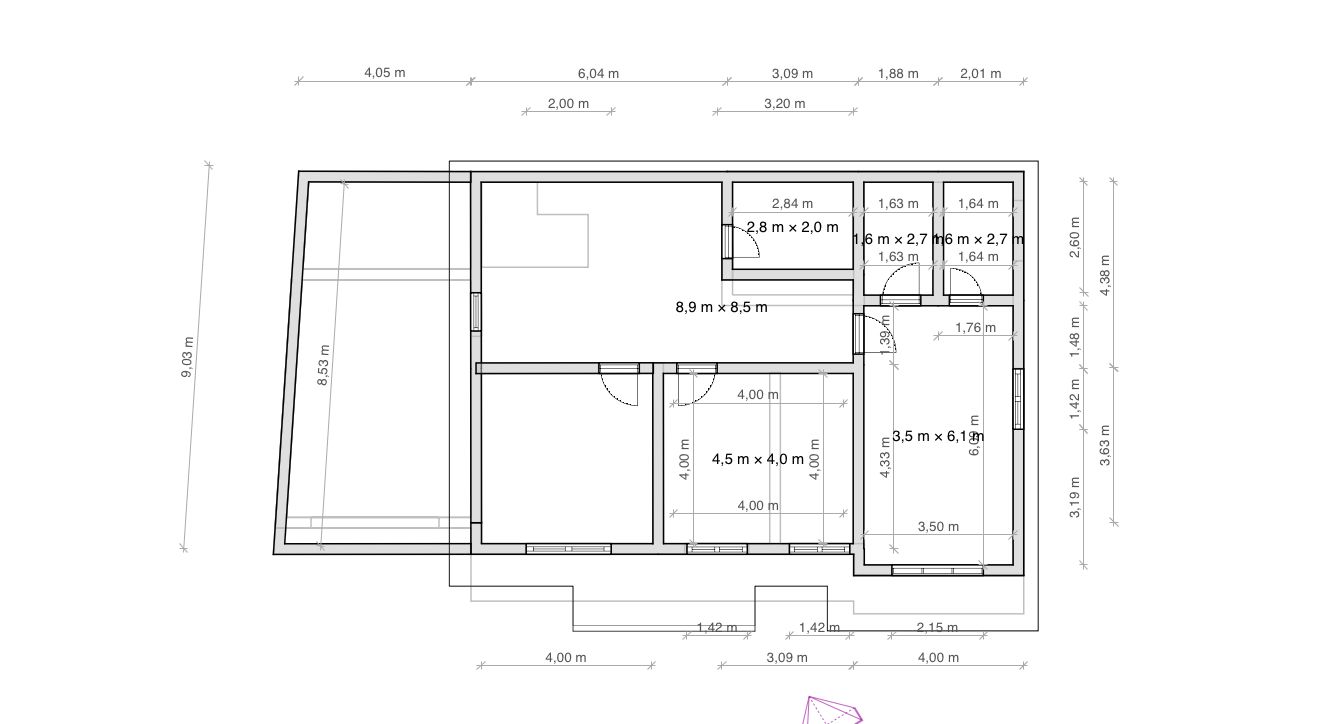 4,05 m
6,04 m
3,09 m
1,88 m
2,01 m
2,00 m
3,20 m
2,84 m
1,63 m
1,64 m
2,8 m × 2,0 m
1,6 m × 2,7 m
1,6 m × 2,7 m
1,63 m
1,64 m
2,60 m
4,38 m
8,9 m × 8,5 m
1,39 m
1,76 m
1,48 m
9,03 m
8,53 m
4,00 m
1,42 m
4,00 m
4,5 m × 4,0 m
4,00 m
4,33 m
3,5 m × 6,1 m
3,63 m
4,00 m
3,50 m
3,19 m
1,42 m
1,42 m
2,15 m
4,00 m
3,09 m
4,00 m